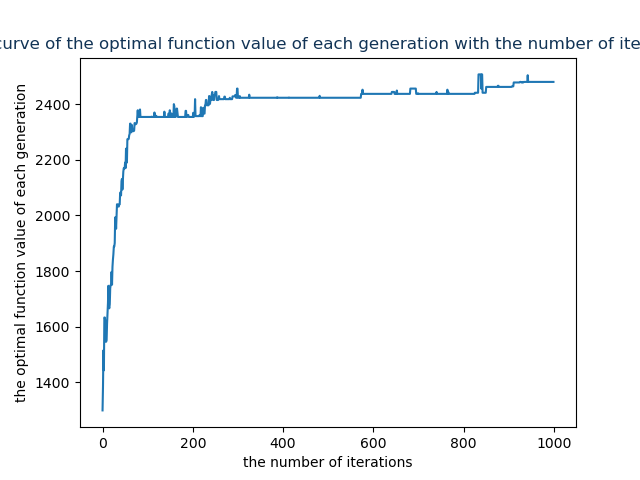 curve of the optimal function value of each generation with the number of ite
the optimal function value of each generation
2400
2200
2000
1800
1600
1400
0 200 400 600 800 1000
the number of iterations